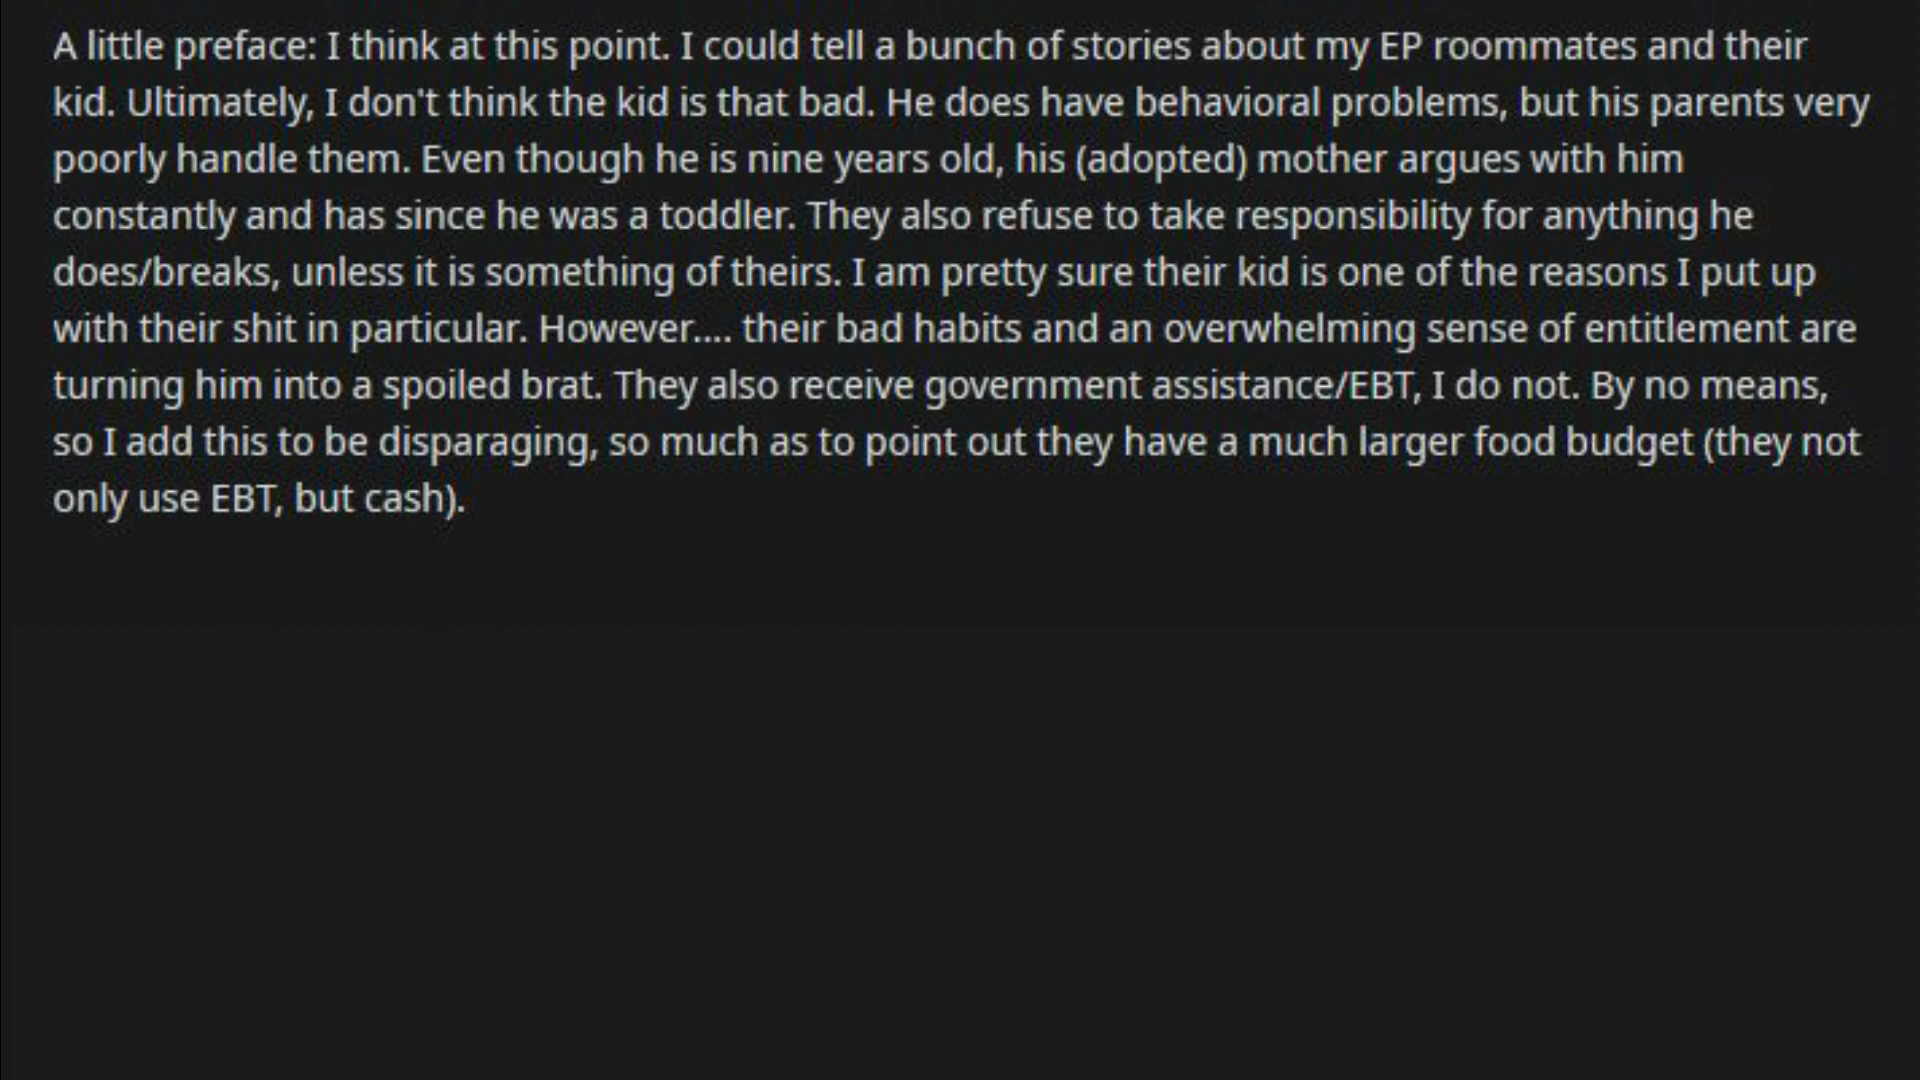 A little preface: I think at this point. I could tell a bunch of stories about my EP roommates and their
kid. Ultimately, I don't think the kid is that bad. He does have behavioral problems, but his parents very
poorly handle them. Even though he is nine years old, his (adopted) mother argues with him
constantly and has since he was a toddler. They also refuse to take responsibility for anything he
does/breaks, unless it is something of theirs. I am pretty sure their kid is one of the reasons I put up
with their shit in particular. However.... their bad habits and an overwhelming sense of entitlement are
turning him into a spoiled brat. They also receive government assistance/EBT, I do not. By no means,
so I add this to be disparaging, so much as to point out they have a much larger food budget (they not
only use EBT, but cash).